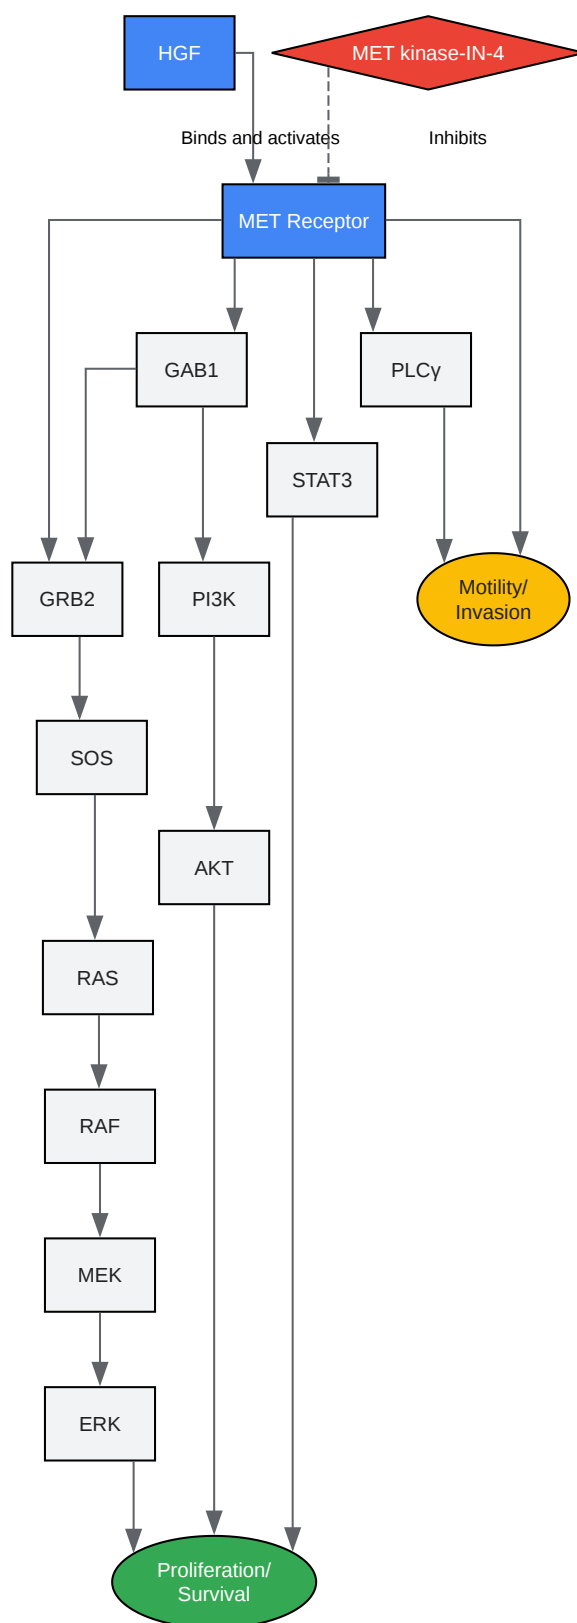 HGF
MET kinase-IN-4
Binds and activates
Inhibits
MET Receptor
GAB1
PLCγ
STAT3
GRB2
PI3K
Motility/
Invasion
SOS
AKT
RAS
RAF
MEK
ERK
Proliferation/
Survival